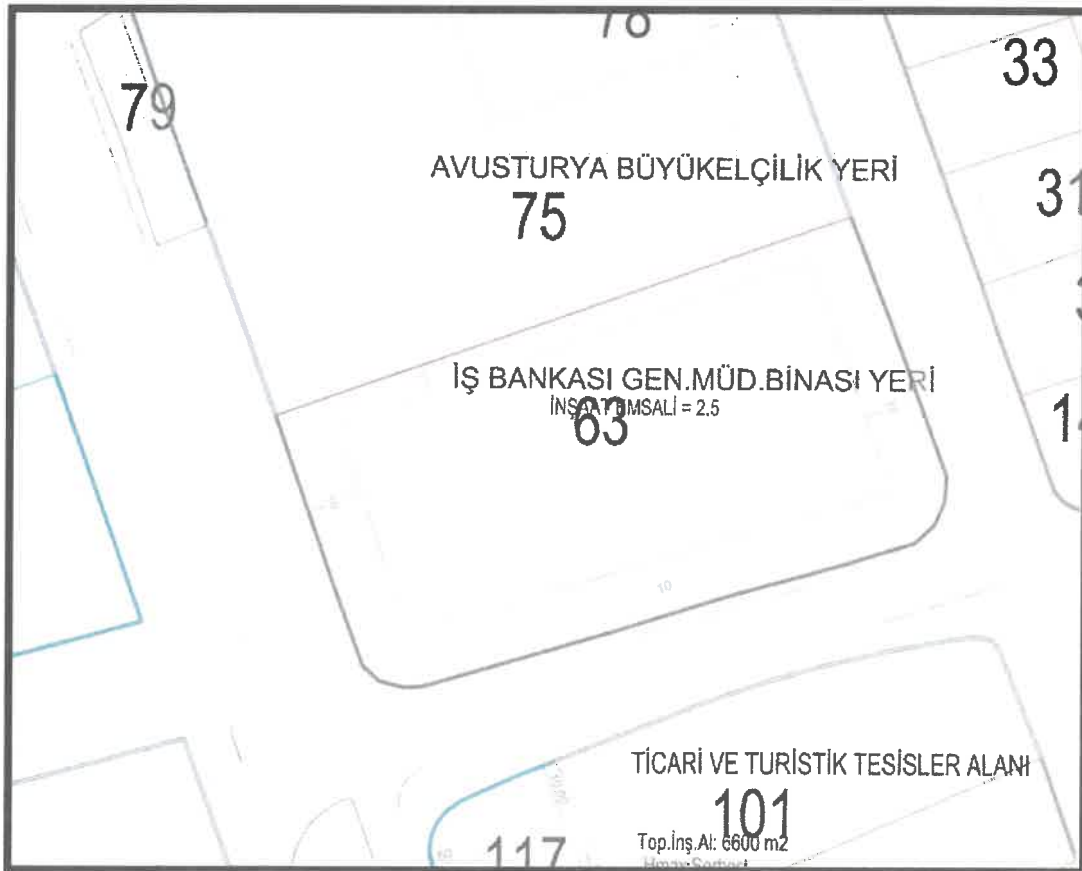 33
79
AVUSTURYA BÜYÜKELÇİLİK YERİ
75
31
İŞ BANKASI GEN.MÜD.BİNASI YERİ
İNŞAAT EMSALİ = 2.5
63
10
TİCARİ VE TURİSTİK TESİSLER ALANI
101
Top.İnş.Al: 6600 m2
117